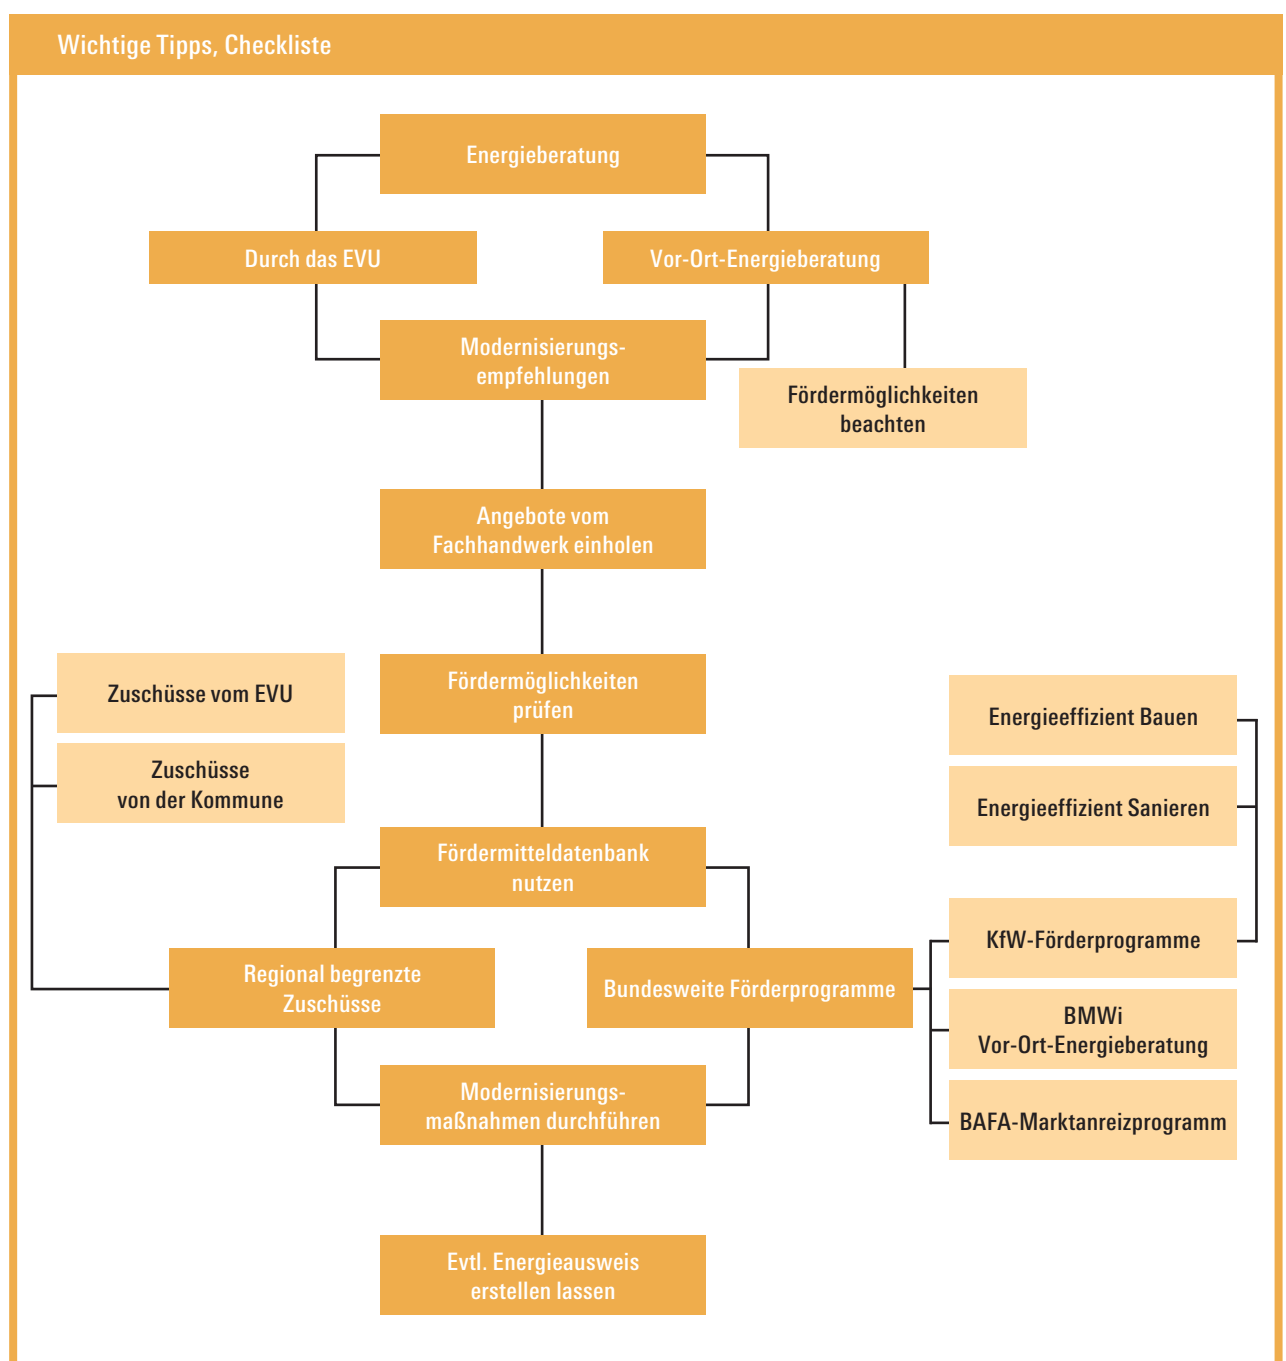 Wichtige Tipps, Checkliste
Energieberatung
Durch das EVU
Vor-Ort-Energieberatung
Modernisierungs-
empfehlungen
Fördermöglichkeiten
beachten
Angebote vom
Fachhandwerk einholen
Fördermöglichkeiten
prüfen
Zuschüsse vom EVU
Zuschüsse
von der Kommune
Energieeffizient Bauen
Energieeffizient Sanieren
Fördermitteldatenbank
nutzen
Regional begrenzte
Zuschüsse
Bundesweite Förderprogramme
KfW-Förderprogramme
BMWi
Vor-Ort-Energieberatung
BAFA-Marktanreizprogramm
Modernisierungs-
maßnahmen durchführen
Evtl. Energieausweis
erstellen lassen